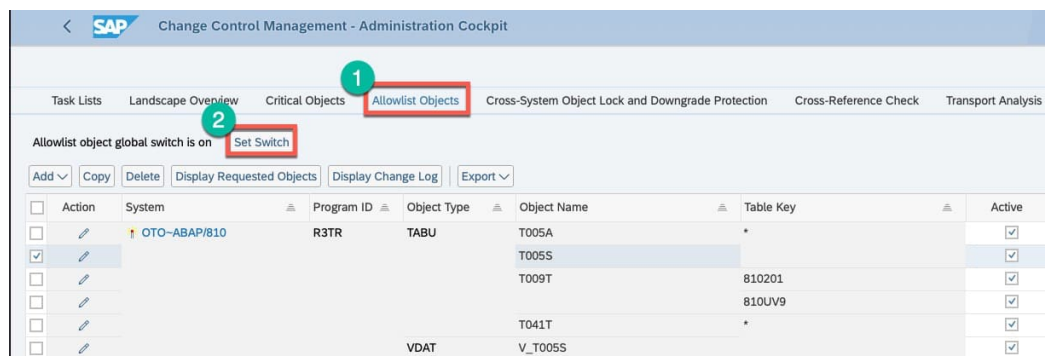 SAP Change Control Management - Administration Cockpit
1
Task Lists Landscape Overview Critical Objects Allowlist Objects Cross-System Object Lock and Downgrade Protection Cross-Reference Check Transport Analysis
2
Allowlist object global switch is on Set Switch
Add Copy Delete Display Requested Objects Display Change Log Export
Action System Program ID Object Type Object Name Table Key Active
OTO~ABAP/810 R3TR TABU T005A *
T005S
T009T 810201
810UV9
T041T *
VDAT V_T005S